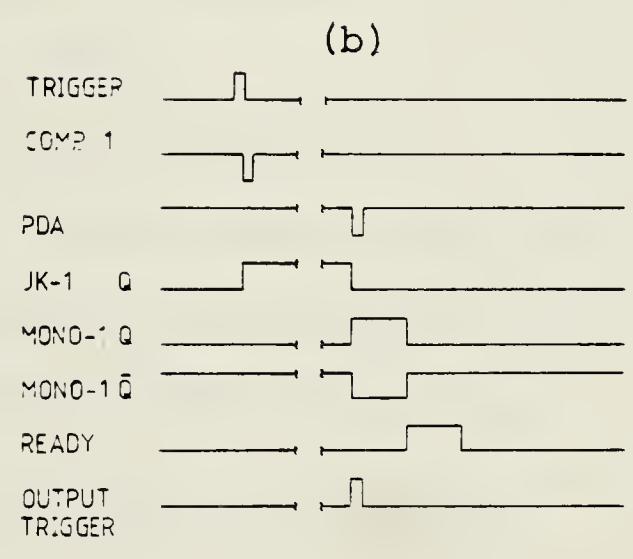 (b)
TRIGGER
COMP 1
PDA
JK-1 Q
MONO-1 Q
MONO-1 Q̄
READY
OUTPUT
TRIGGER